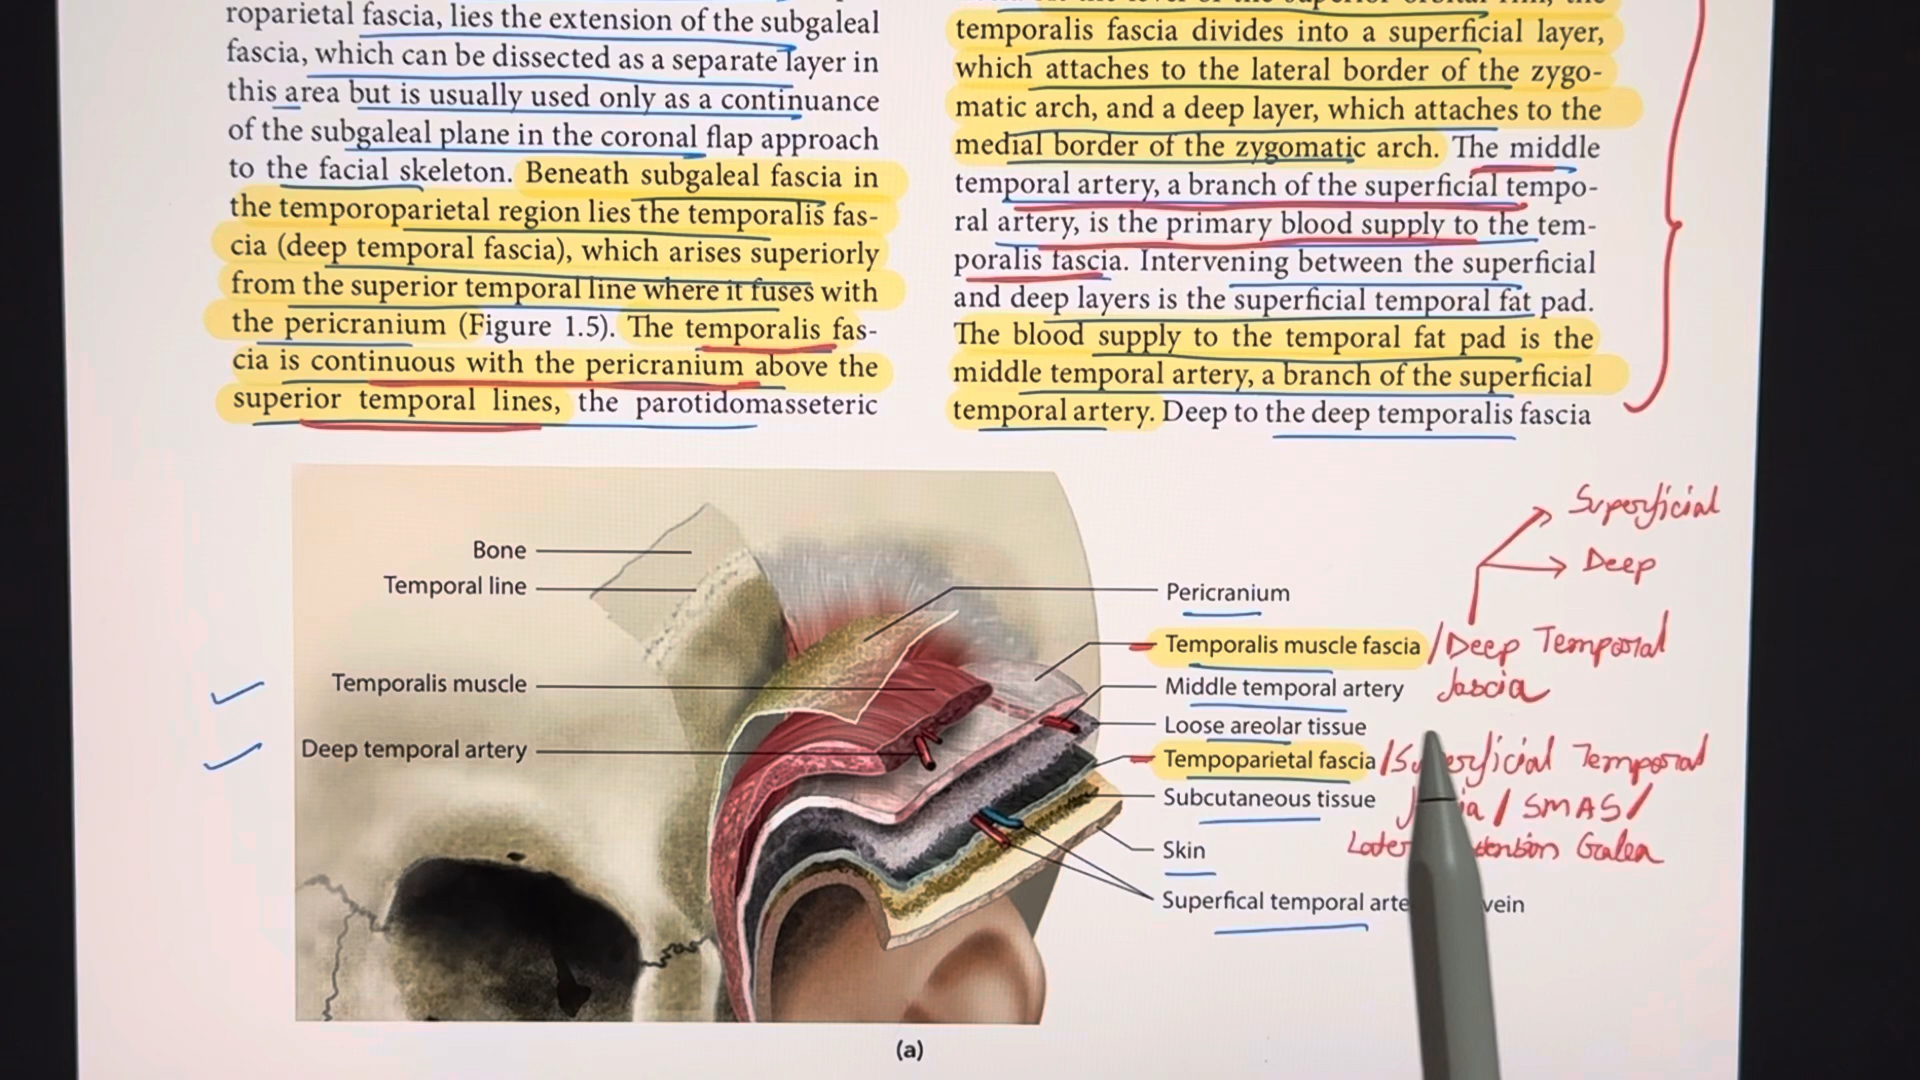 roparietal fascia, lies the extension of the subgaleal
fascia, which can be dissected as a separate layer in
this area but is usually used only as a continuance
of the subgaleal plane in the coronal flap approach
to the facial skeleton. Beneath subgaleal fascia in
the temporoparietal region lies the temporalis fas-
cia (deep temporal fascia), which arises superiorly
from the superior temporal line where it fuses with
the pericranium (Figure 1.5). The temporalis fas-
cia is continuous with the pericranium above the
superior temporal lines, the parotidomasseteric
temporalis fascia divides into a superficial layer,
which attaches to the lateral border of the zygo-
matic arch, and a deep layer, which attaches to the
medial border of the zygomatic arch. The middle
temporal artery, a branch of the superficial tempo-
ral artery, is the primary blood supply to the tem-
poralis fascia. Intervening between the superficial
and deep layers is the superficial temporal fat pad.
The blood supply to the temporal fat pad is the
middle temporal artery, a branch of the superficial
temporal artery. Deep to the deep temporalis fascia
Bone
Temporal line
Temporalis muscle
Deep temporal artery
Superficial
Deep
Pericranium
Temporalis muscle fascia /Deep Temporal
fascia
Middle temporal artery
Loose areolar tissue
Tempoparietal fascia / Temporal
/ SMAS/
Galea
Subcutaneous tissue
Skin
Superfical temporal vein
(a)